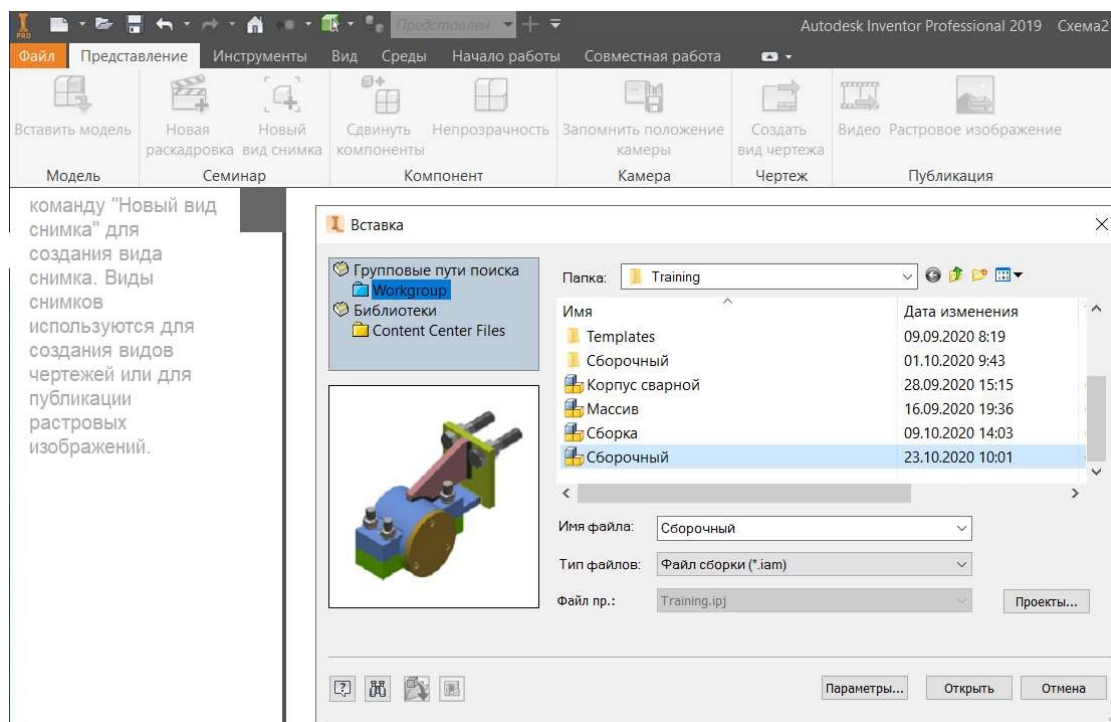 PRO
Представлен
Autodesk Inventor Professional 2019 Схема2
Файл Представление Инструменты Вид Среды Начало работы Совместная работа
Вставить модель
Новая раскадровка
Новый вид снимка
Сдвинуть компоненты
Непрозрачность
Запомнить положение камеры
Создать вид чертежа
Видео Растровое изображение
Модель Семинар Компонент Камера Чертеж Публикация
команду "Новый вид
снимка" для
создания вида
снимка. Виды
снимков
используются для
создания видов
чертежей или для
публикации
растровых
изображений.
Вставка
Групповые пути поиска
Workgroup
Библиотеки
Content Center Files
Папка: Training
Имя Дата изменения
Templates 09.09.2020 8:19
Сборочный 01.10.2020 9:43
Корпус сварной 28.09.2020 15:15
Массив 16.09.2020 19:36
Сборка 09.10.2020 14:03
Сборочный 23.10.2020 10:01
Имя файла: Сборочный
Тип файлов: Файл сборки (*.iam)
Файл пр.: Training.ipj Проекты...
Параметры... Открыть Отмена